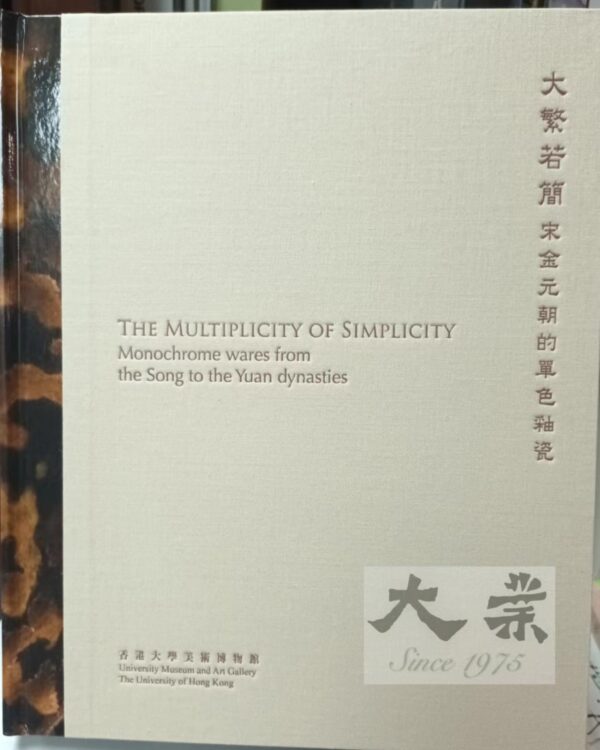 大繁若簡 宋金元朝的單色釉瓷
THE MULTIPLICITY OF SIMPLICITY
Monochrome wares from
the Song to the Yuan dynasties
香港大學美術博物館
University Museum and Art Gallery
The University of Hong Kong
大業
Since 1975